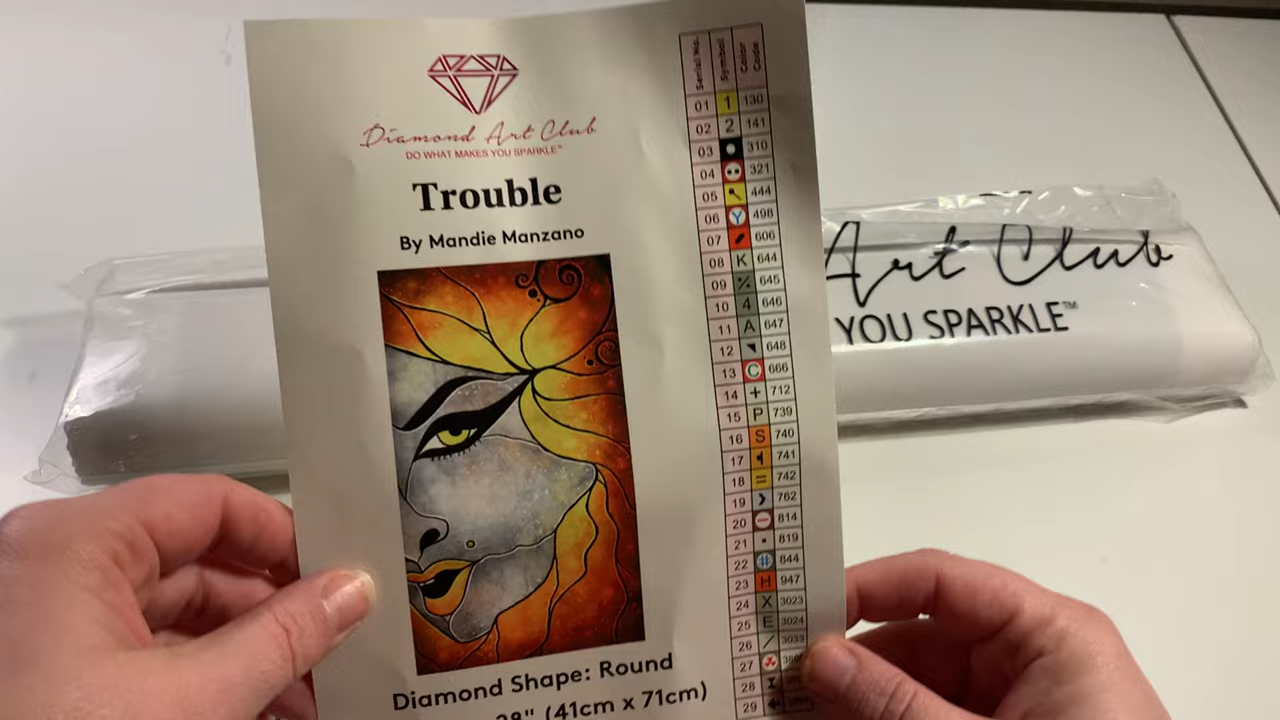 Diamond Art Club
DO WHAT MAKES YOU SPARKLE™
Trouble
By Mandie Manzano
Diamond Shape: Round
28" (41cm x 71cm)
Serial No. Symbol Color Code
01 1 130
02 2 141
03 310
04 321
05 444
06 Y 498
07 606
08 K 644
09 ٪ 645
10 4 646
11 A 647
12 648
13 C 666
14 + 712
15 P 739
16 S 740
17 741
18 = 742
19 762
20 814
21 819
22 # 844
23 H 947
24 X 3023
25 E 3024
26 / 3033
27
28
29
Art Club
YOU SPARKLE™